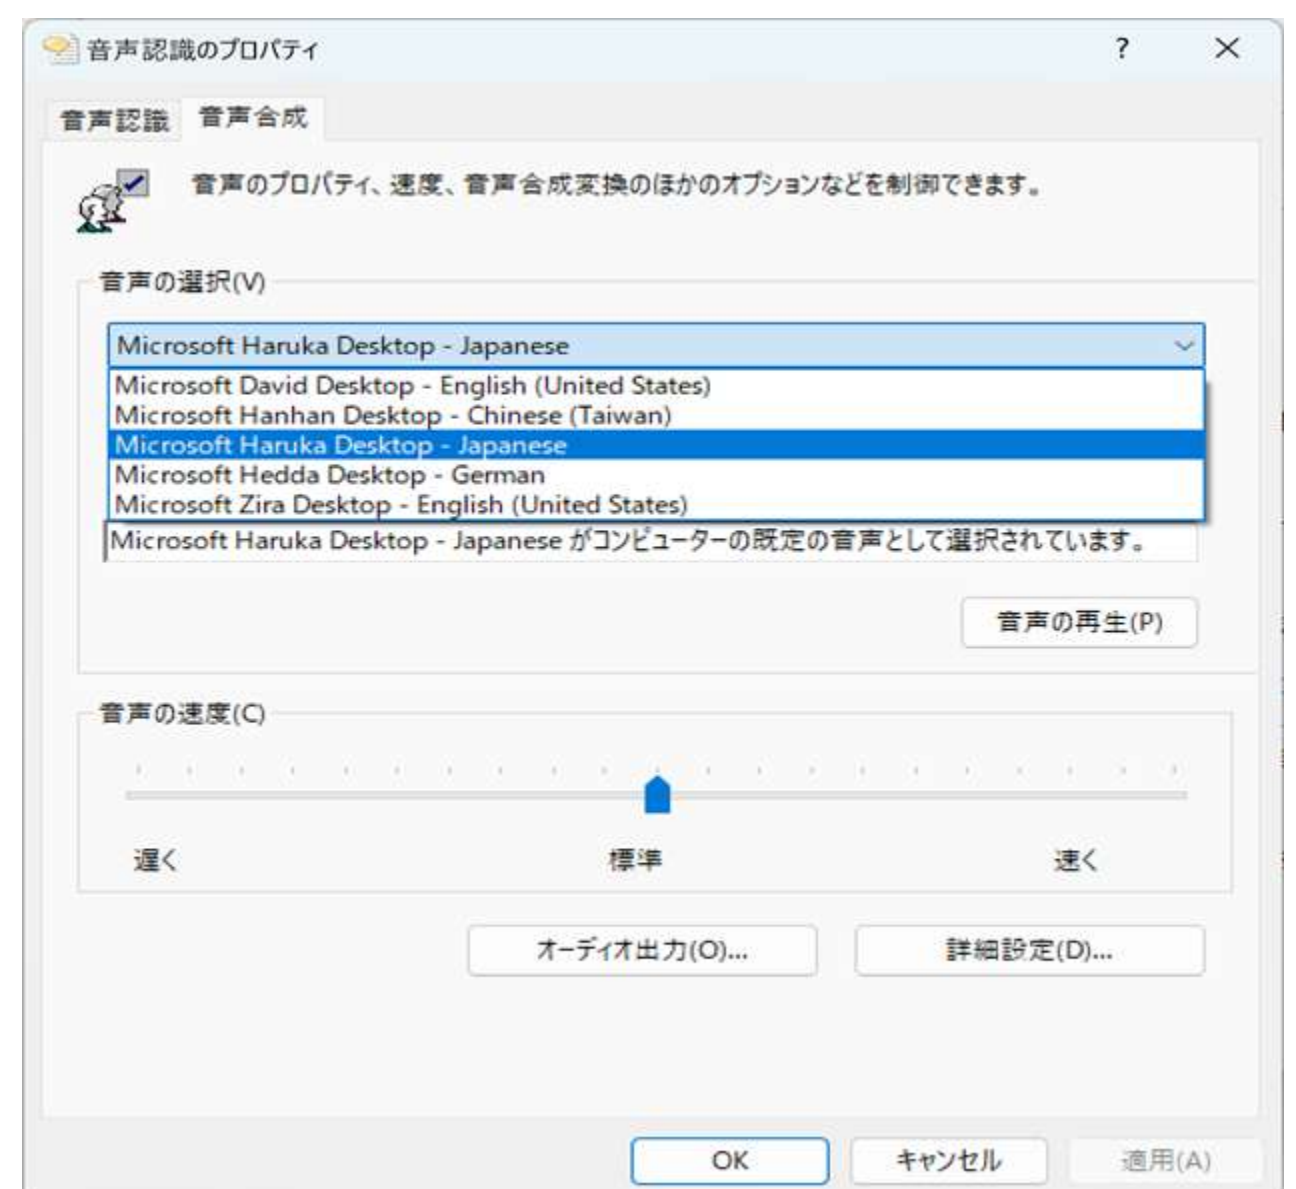 音声認識のプロパティ
?
音声認識
音声合成
音声のプロパティ、速度、音声合成変換のほかのオプションなどを制御できます。
音声の選択(V)
Microsoft Haruka Desktop - Japanese
Microsoft David Desktop - English (United States)
Microsoft Hanhan Desktop - Chinese (Taiwan)
Microsoft Haruka Desktop - Japanese
Microsoft Hedda Desktop - German
Microsoft Zira Desktop - English (United States)
Microsoft Haruka Desktop - Japanese がコンピューターの既定の音声として選択されています。
音声の再生(P)
音声の速度(C)
遅く
標準
速く
オーディオ出力(O)...
詳細設定(D)...
OK
キャンセル
適用(A)